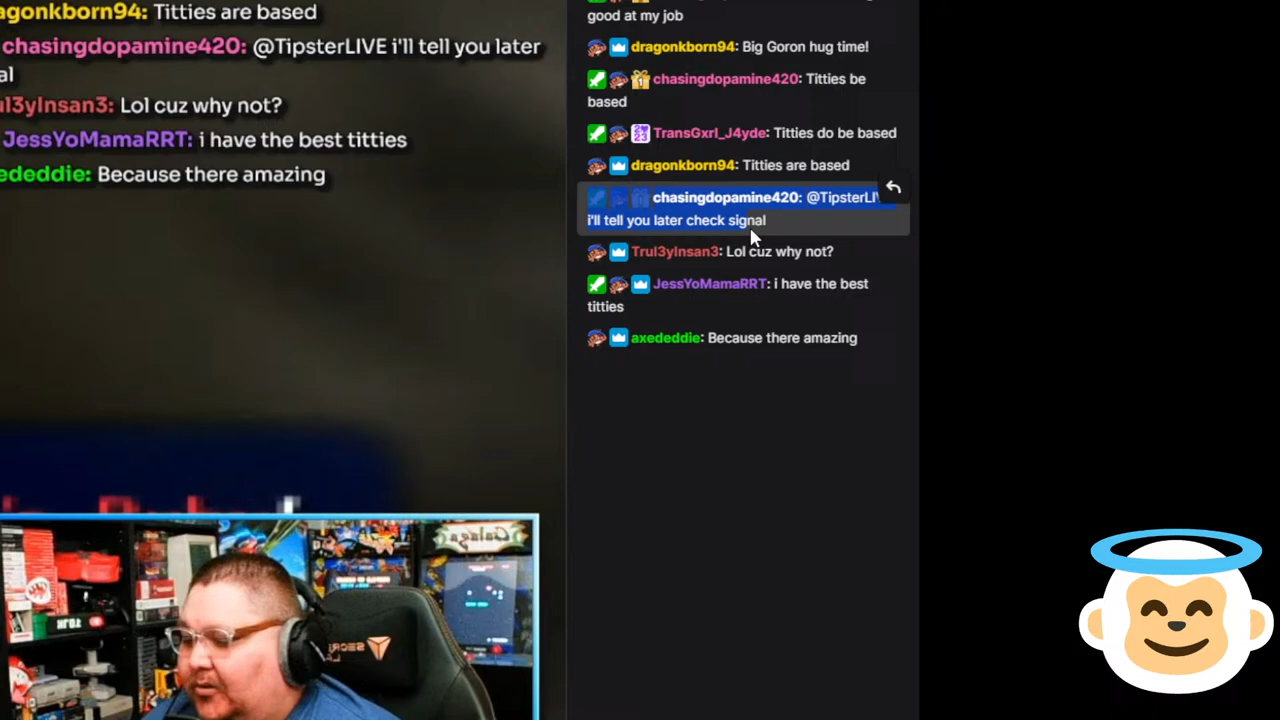 ragonkborn94: Titties are based
chasingdopamine420: @TipsterLIVE i'll tell you later
al
ul3yInsan3: Lol cuz why not?
JessYoMamaRRT: i have the best titties
ededdie: Because there amazing
good at my job
dragonkborn94: Big Goron hug time!
chasingdopamine420: Titties be
based
TransGxrl_J4yde: Titties do be based
dragonkborn94: Titties are based
chasingdopamine420: @TipsterLIV
i'll tell you later check signal
Trul3yInsan3: Lol cuz why not?
JessYoMamaRRT: i have the best
titties
axededdie: Because there amazing
Galaga